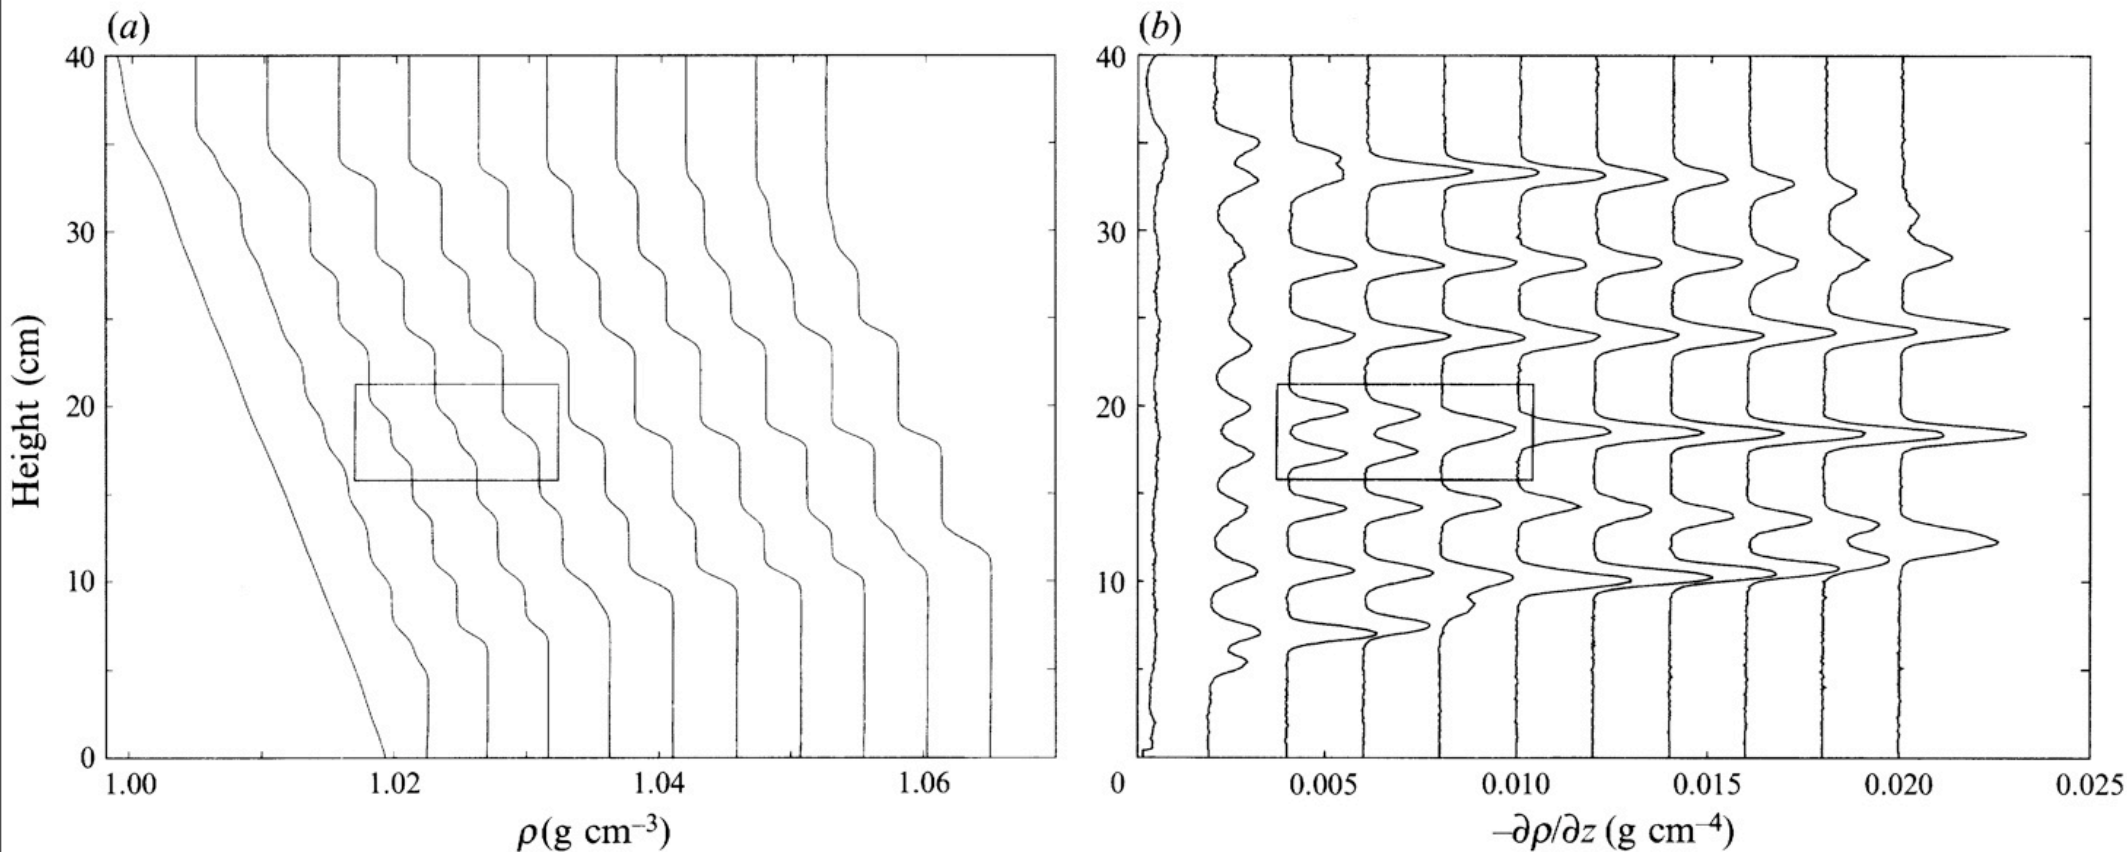 (a)
(b)
40
30
20
10
0
Height (cm)
1.00 1.02 1.04 1.06
ρ (g cm⁻³)
40
30
20
10
0 0.005 0.010 0.015 0.020 0.025
–∂ρ/∂z (g cm⁻⁴)